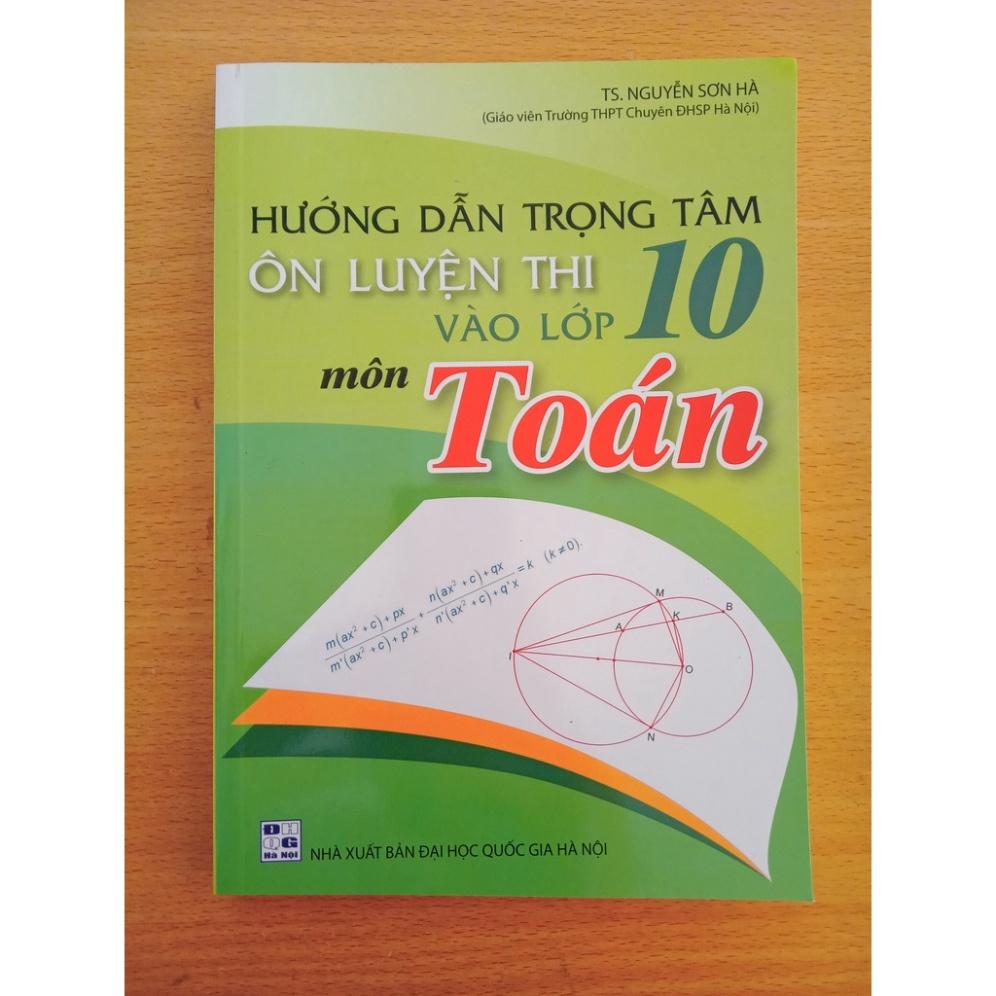 TS. NGUYỄN SƠN HÀ
(Giáo viên Trường THPT Chuyên ĐHSP Hà Nội)
HƯỚNG DẪN TRỌNG TÂM
ÔN LUYỆN THI
VÀO LỚP 10
môn Toán
m(ax² + c) + px / m'(ax² + c) + p'x + n(ax² + c) + qx / n'(ax² + c) + q'x = k (k ≠ 0).
M
B
K
A
I
O
N
ĐH
QG
Hà Nội
NHÀ XUẤT BẢN ĐẠI HỌC QUỐC GIA HÀ NỘI